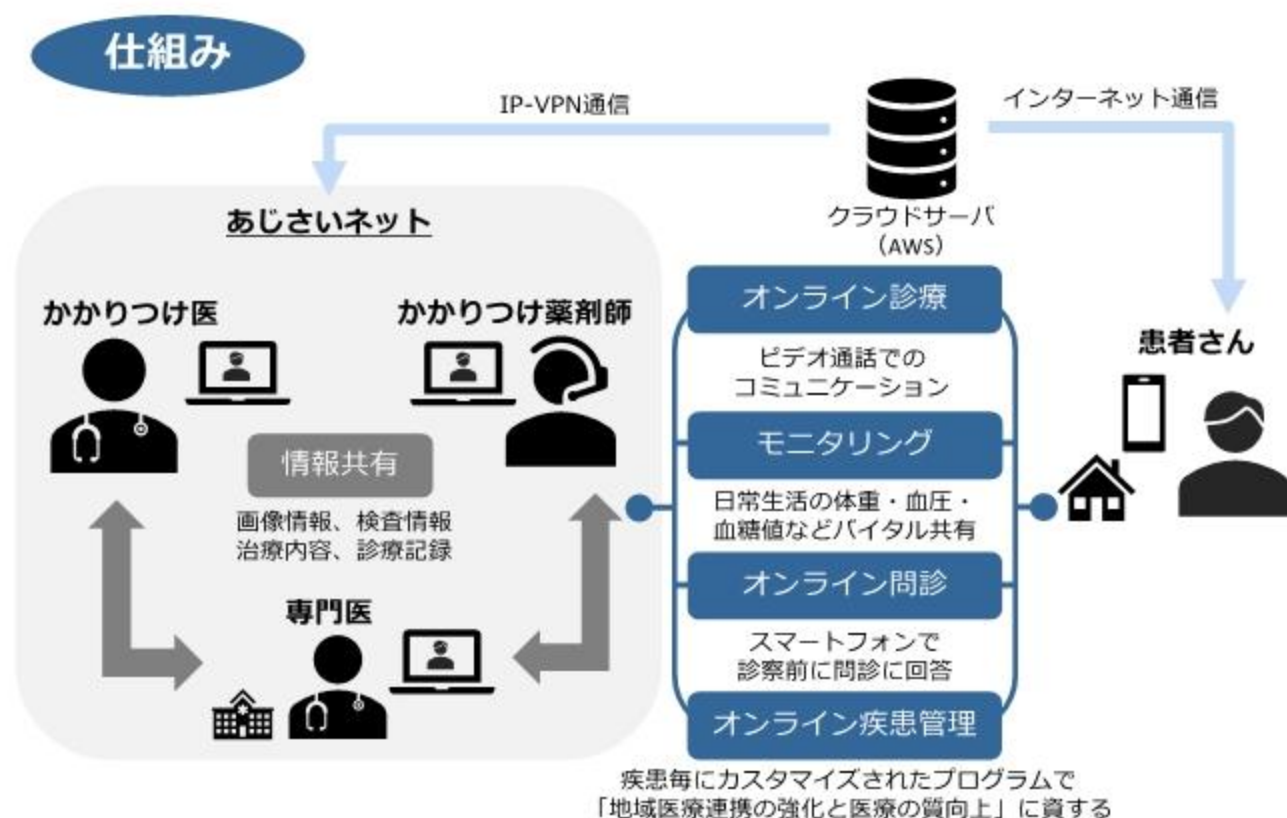 仕組み
IP-VPN通信
インターネット通信
クラウドサーバ
（AWS）
あじさいネット
かかりつけ医
かかりつけ薬剤師
情報共有
画像情報、検査情報
治療内容、診療記録
専門医
オンライン診療
ビデオ通話での
コミュニケーション
モニタリング
日常生活の体重・血圧・
血糖値などバイタル共有
オンライン問診
スマートフォンで
診察前に問診に回答
オンライン疾患管理
疾患毎にカスタマイズされたプログラムで
「地域医療連携の強化と医療の質向上」に資する
患者さん